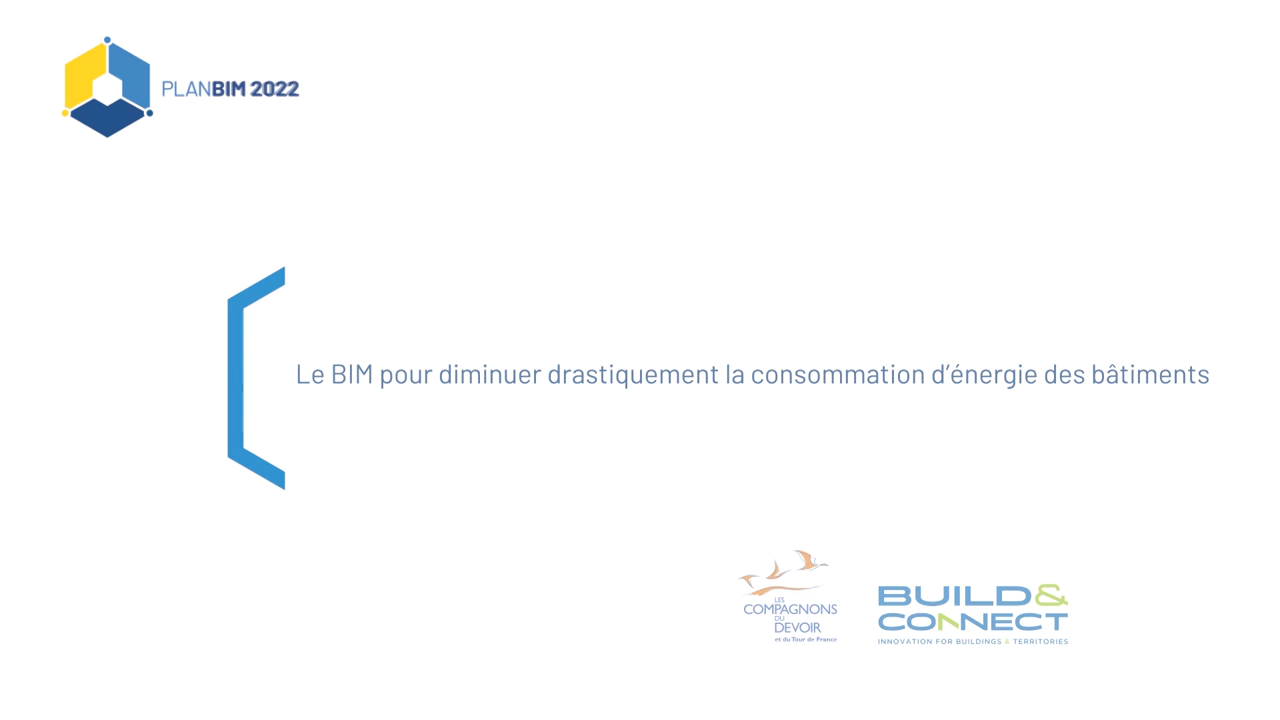 PLANBIM 2022
Le BIM pour diminuer drastiquement la consommation d’énergie des bâtiments
LES
COMPAGNONS
DU
DEVOIR
et du Tour de France
BUILD&
CONNECT
INNOVATION FOR BUILDINGS & TERRITORIES